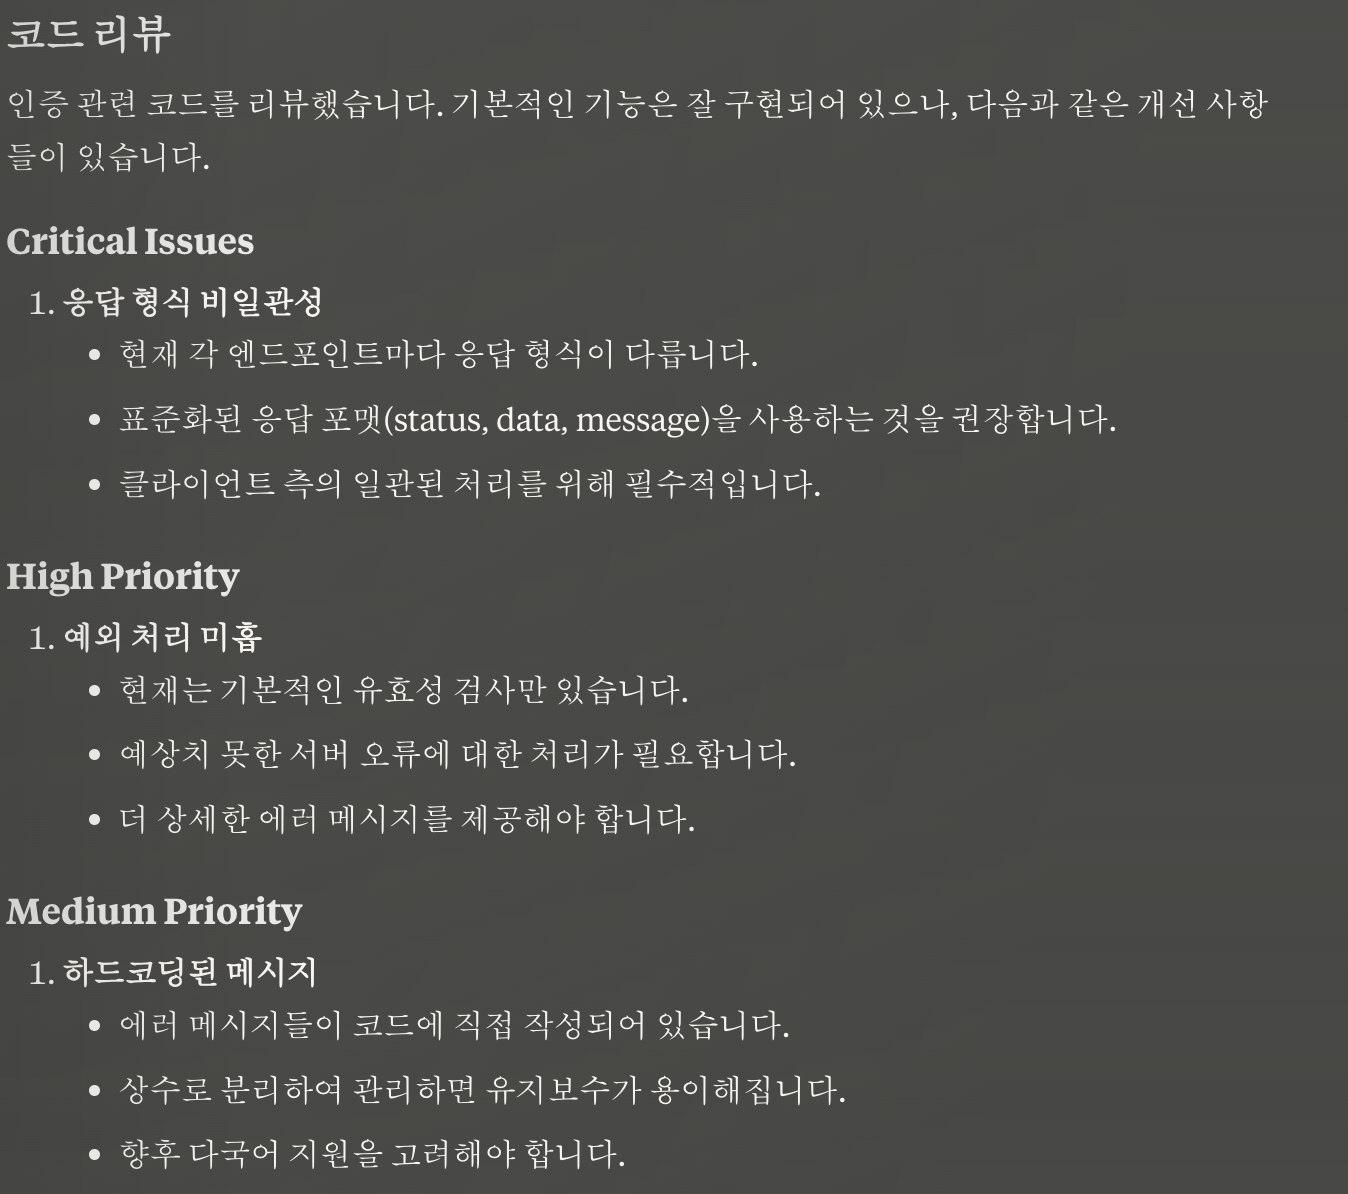 코드 리뷰
인증 관련 코드를 리뷰했습니다. 기본적인 기능은 잘 구현되어 있으나, 다음과 같은 개선 사항
들이 있습니다.
Critical Issues
1. 응답 형식 비일관성
• 현재 각 엔드포인트마다 응답 형식이 다릅니다.
• 표준화된 응답 포맷(status, data, message)을 사용하는 것을 권장합니다.
• 클라이언트 측의 일관된 처리를 위해 필수적입니다.
High Priority
1. 예외 처리 미흡
• 현재는 기본적인 유효성 검사만 있습니다.
• 예상치 못한 서버 오류에 대한 처리가 필요합니다.
• 더 상세한 에러 메시지를 제공해야 합니다.
Medium Priority
1. 하드코딩된 메시지
• 에러 메시지들이 코드에 직접 작성되어 있습니다.
• 상수로 분리하여 관리하면 유지보수가 용이해집니다.
• 향후 다국어 지원을 고려해야 합니다.